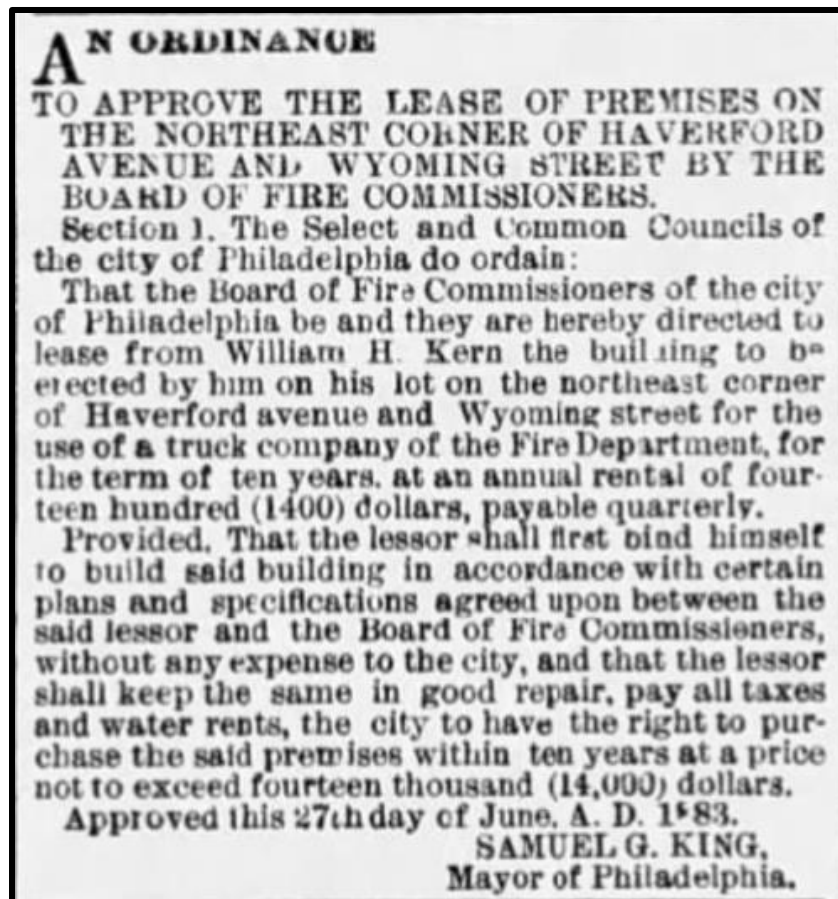 AN ORDINANCE
TO APPROVE THE LEASE OF PREMISES ON
THE NORTHEAST CORNER OF HAVERFORD
AVENUE AND WYOMING STREET BY THE
BOARD OF FIRE COMMISSIONERS.
Section 1. The Select and Common Councils of
the city of Philadelphia do ordain:
That the Board of Fire Commissioners of the city
of Philadelphia be and they are hereby directed to
lease from William H. Kern the building to be
erected by him on his lot on the northeast corner
of Haverford avenue and Wyoming street for the
use of a truck company of the Fire Department, for
the term of ten years, at an annual rental of four-
teen hundred (1400) dollars, payable quarterly.
Provided, That the lessor shall first bind himself
to build said building in accordance with certain
plans and specifications agreed upon between the
said lessor and the Board of Fire Commissioners,
without any expense to the city, and that the lessor
shall keep the same in good repair, pay all taxes
and water rents, the city to have the right to pur-
chase the said premises within ten years at a price
not to exceed fourteen thousand (14,000) dollars.
Approved this 27th day of June, A. D. 1883.
SAMUEL G. KING,
Mayor of Philadelphia.